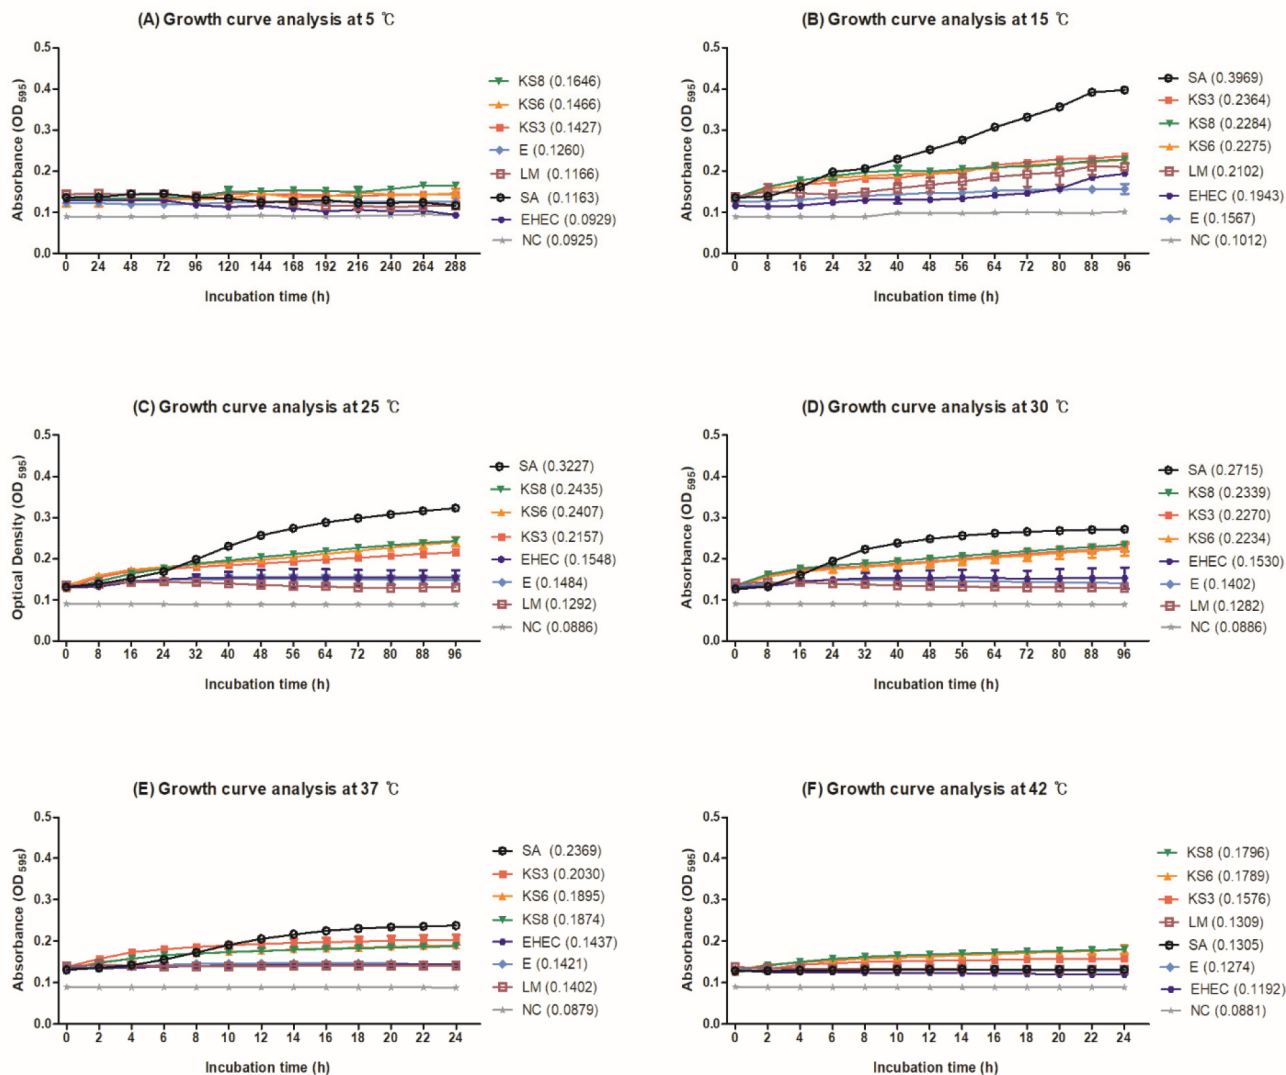 (A) Growth curve analysis at 5 ℃
Absorbance (OD595)
0.5
0.4
0.3
0.2
0.1
0.0
0 24 48 72 96 120 144 168 192 216 240 264 288
Incubation time (h)
KS8 (0.1646)
KS6 (0.1466)
KS3 (0.1427)
E (0.1260)
LM (0.1166)
SA (0.1163)
EHEC (0.0929)
NC (0.0925)
(B) Growth curve analysis at 15 ℃
Absorbance (OD595)
0.5
0.4
0.3
0.2
0.1
0.0
0 8 16 24 32 40 48 56 64 72 80 88 96
Incubation time (h)
SA (0.3969)
KS3 (0.2364)
KS8 (0.2284)
KS6 (0.2275)
LM (0.2102)
EHEC (0.1943)
E (0.1567)
NC (0.1012)
(C) Growth curve analysis at 25 ℃
Optical Density (OD595)
0.5
0.4
0.3
0.2
0.1
0.0
0 8 16 24 32 40 48 56 64 72 80 88 96
Incubation time (h)
SA (0.3227)
KS8 (0.2435)
KS6 (0.2407)
KS3 (0.2157)
EHEC (0.1548)
E (0.1484)
LM (0.1292)
NC (0.0886)
(D) Growth curve analysis at 30 ℃
Absorbance (OD595)
0.5
0.4
0.3
0.2
0.1
0.0
0 8 16 24 32 40 48 56 64 72 80 88 96
Incubation time (h)
SA (0.2715)
KS8 (0.2339)
KS3 (0.2270)
KS6 (0.2234)
EHEC (0.1530)
E (0.1402)
LM (0.1282)
NC (0.0886)
(E) Growth curve analysis at 37 ℃
Absorbance (OD595)
0.5
0.4
0.3
0.2
0.1
0.0
0 2 4 6 8 10 12 14 16 18 20 22 24
Incubation time (h)
SA (0.2369)
KS3 (0.2030)
KS6 (0.1895)
KS8 (0.1874)
EHEC (0.1437)
E (0.1421)
LM (0.1402)
NC (0.0879)
(F) Growth curve analysis at 42 ℃
Absorbance (OD595)
0.5
0.4
0.3
0.2
0.1
0.0
0 2 4 6 8 10 12 14 16 18 20 22 24
Incubation time (h)
KS8 (0.1796)
KS6 (0.1789)
KS3 (0.1576)
LM (0.1309)
SA (0.1305)
E (0.1274)
EHEC (0.1192)
NC (0.0881)